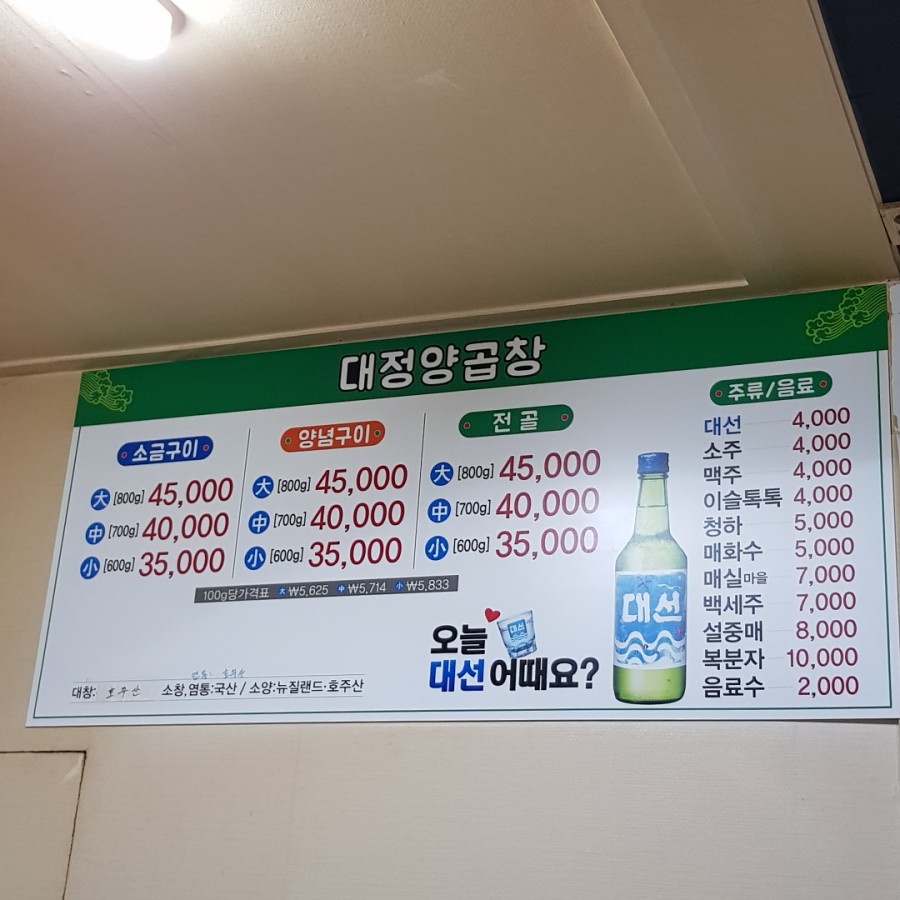 대정양곱창
소금구이
大 [800g] 45,000
中 [700g] 40,000
小 [600g] 35,000
양념구이
大 [800g] 45,000
中 [700g] 40,000
小 [600g] 35,000
전 골
大 [800g] 45,000
中 [700g] 40,000
小 [600g] 35,000
100g당가격표 大 ₩5,625 中 ₩5,714 小 ₩5,833
주류/음료
대선 4,000
소주 4,000
맥주 4,000
이슬톡톡 4,000
청하 5,000
매화수 5,000
매실마을 7,000
백세주 7,000
설중매 8,000
복분자 10,000
음료수 2,000
오늘
대선 어때요?
대선
대선
염통: 호주산
대창: 호주산 소창,염통:국산 / 소양:뉴질랜드·호주산